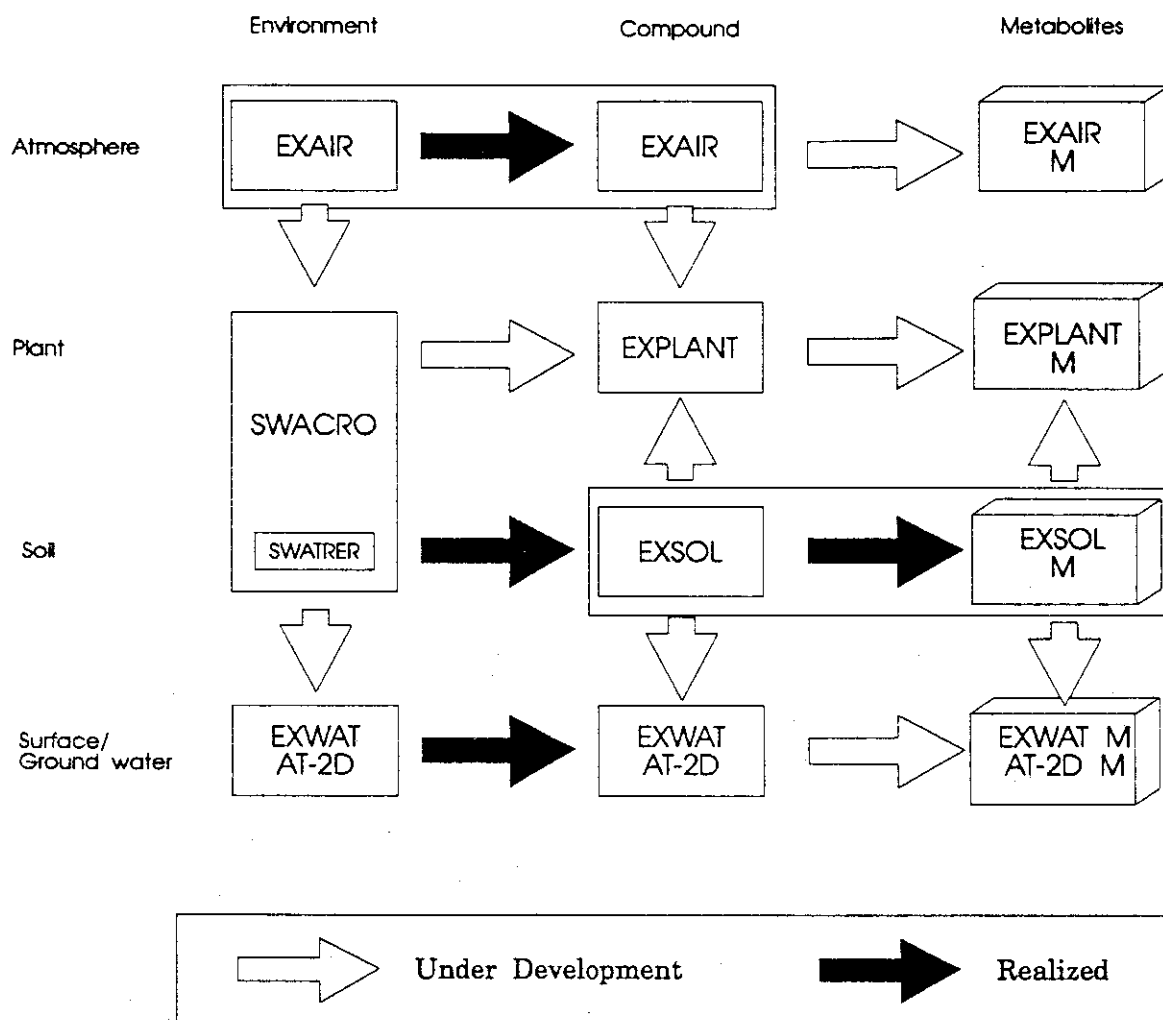 Environment Compound Metabolites
Atmosphere
EXAIR
EXAIR
EXAIR
M
Plant
SWACRO
EXPLANT
EXPLANT
M
Soil
SWATRER
EXSOL
EXSOL
M
Surface/
Ground water
EXWAT
AT-2D
EXWAT
AT-2D
EXWAT M
AT-2D M
Under Development
Realized